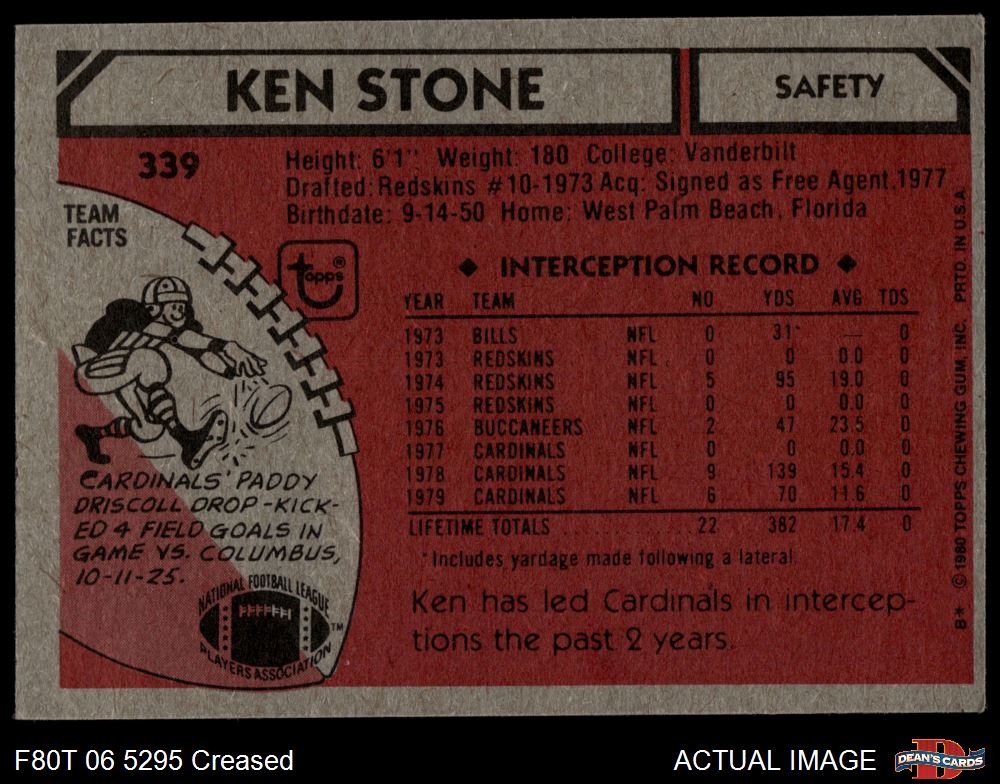 KEN STONE
SAFETY
339
Height: 6'1" Weight: 180 College: Vanderbilt
Drafted: Redskins #10-1973 Acq: Signed as Free Agent, 1977
Birthdate: 9-14-50 Home: West Palm Beach, Florida
TEAM
FACTS
topps®
◆ INTERCEPTION RECORD ◆
YEAR TEAM NO YDS AVG TDS
1973 BILLS NFL 0 31* — 0
1973 REDSKINS NFL 0 0 0.0 0
1974 REDSKINS NFL 5 95 19.0 0
1975 REDSKINS NFL 0 0 0.0 0
1976 BUCCANEERS NFL 2 47 23.5 0
1977 CARDINALS NFL 0 0 0.0 0
1978 CARDINALS NFL 9 139 15.4 0
1979 CARDINALS NFL 6 70 11.6 0
LIFETIME TOTALS 22 382 17.4 0
*Includes yardage made following a lateral.
Ken has led Cardinals in intercep-
tions the past 2 years.
CARDINALS' PADDY
DRISCOLL DROP-KICK-
ED 4 FIELD GOALS IN
GAME VS. COLUMBUS,
10-11-25.
NATIONAL FOOTBALL LEAGUE
PLAYERS ASSOCIATION
TM
B* © 1980 TOPPS CHEWING GUM, INC. PRTD. IN U.S.A.
F80T 06 5295 Creased
ACTUAL IMAGE
D
DEAN'S CARDS